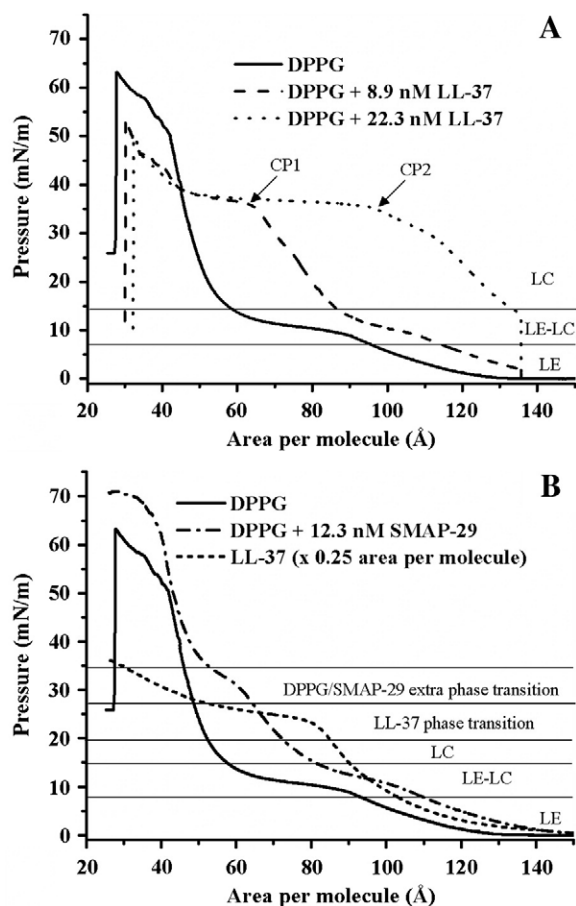 A
DPPG
DPPG + 8.9 nM LL-37
DPPG + 22.3 nM LL-37
CP1
CP2
LC
LE-LC
LE
Pressure (mN/m)
70
60
50
40
30
20
10
0
20 40 60 80 100 120 140
Area per molecule (Å)
B
DPPG
DPPG + 12.3 nM SMAP-29
LL-37 (x 0.25 area per molecule)
DPPG/SMAP-29 extra phase transition
LL-37 phase transition
LC
LE-LC
LE
Pressure (mN/m)
70
60
50
40
30
20
10
0
20 40 60 80 100 120 140
Area per molecule (Å)